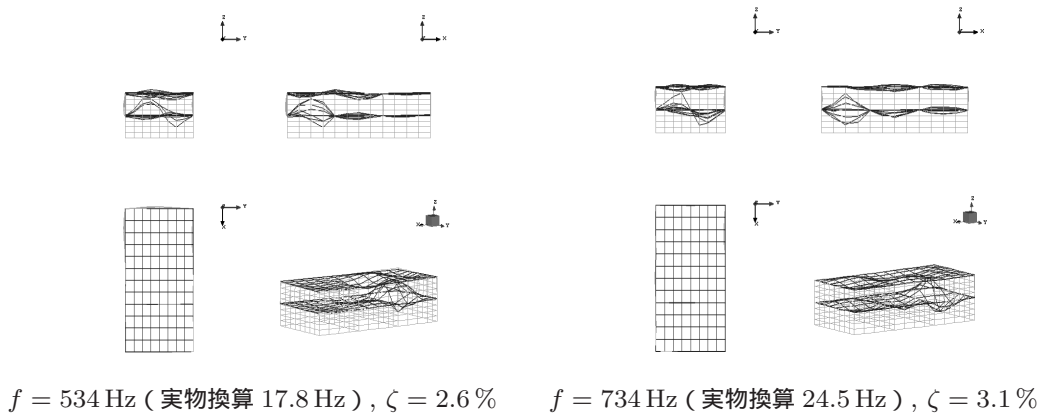 Z
Y
Z
X
Z
Y
Z
X
Y
X
Z
X
Y
Y
X
Z
X
Y
f = 534 Hz ( 実物換算 17.8 Hz ) , ζ = 2.6 %
f = 734 Hz ( 実物換算 24.5 Hz ) , ζ = 3.1 %